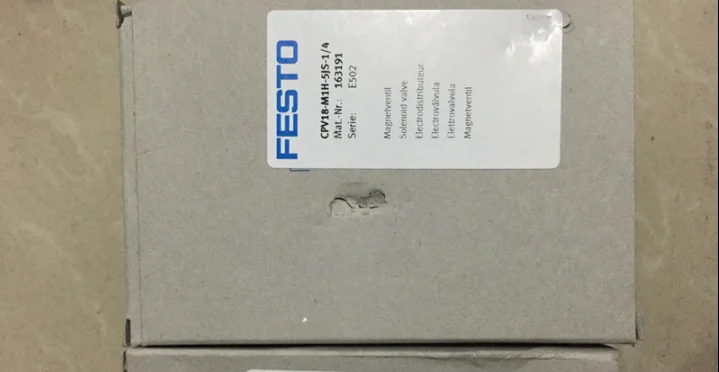 FESTO
CPV18-M1H-5JS-1/4
Mat.-Nr.: 163191
Serie: E502
Magnetventil
Solenoid valve
Electrodistributeur
Electroválvula
Elettrovalvola
Magnetventil